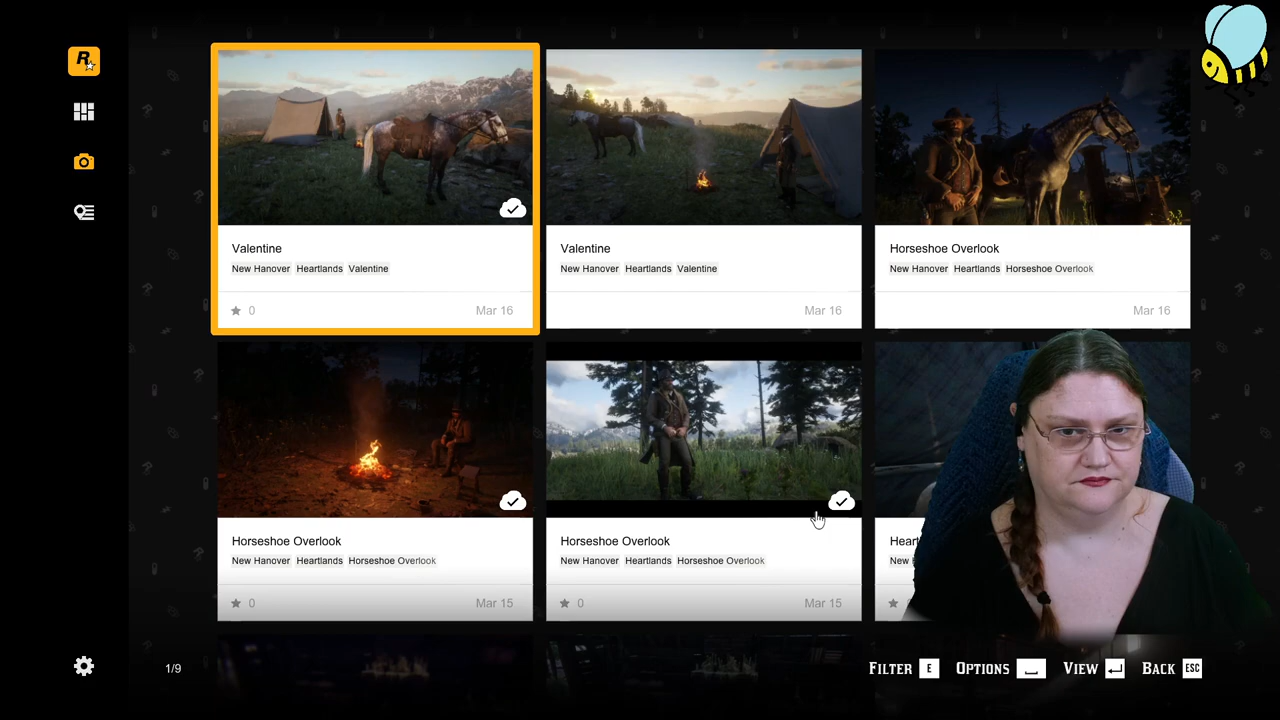 R
Valentine
New Hanover Heartlands Valentine
0 Mar 16
Valentine
New Hanover Heartlands Valentine
Mar 16
Horseshoe Overlook
New Hanover Heartlands Horseshoe Overlook
Mar 16
Horseshoe Overlook
New Hanover Heartlands Horseshoe Overlook
0 Mar 15
Horseshoe Overlook
New Hanover Heartlands Horseshoe Overlook
0 Mar 15
Heart
New
1/9
Filter E Options View Back ESC